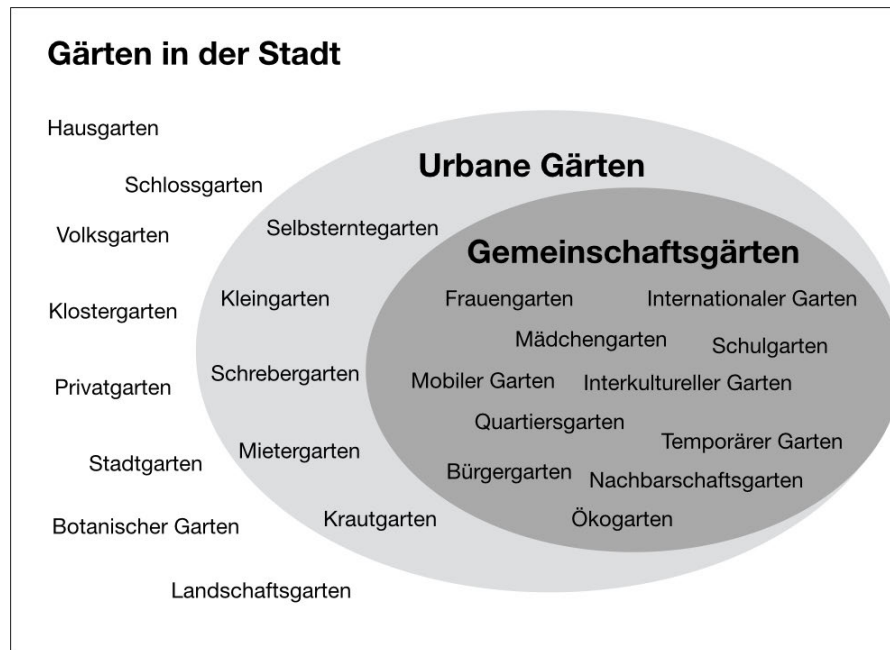 Gärten in der Stadt
Hausgarten
Urbane Gärten
Schlossgarten
Volksgarten
Selbsterntegarten
Gemeinschaftsgärten
Klostergarten
Kleingarten
Frauengarten
Internationaler Garten
Mädchengarten
Schulgarten
Privatgarten
Schrebergarten
Mobiler Garten
Interkultureller Garten
Quartiersgarten
Stadtgarten
Mietergarten
Temporärer Garten
Bürgergarten
Nachbarschaftsgarten
Botanischer Garten
Krautgarten
Ökogarten
Landschaftsgarten